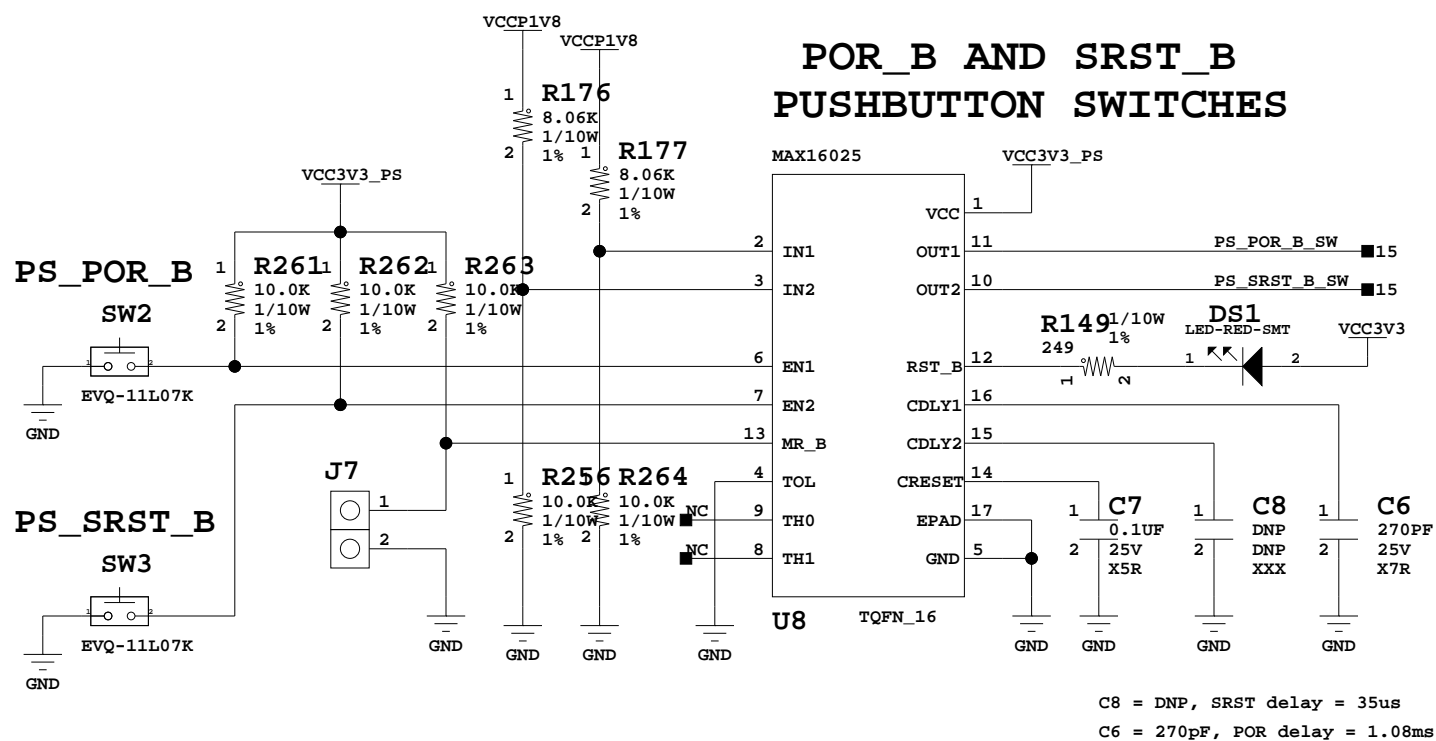 VCCP1V8
VCCP1V8
POR_B AND SRST_B
PUSHBUTTON SWITCHES
1
R176
8.06K
1/10W
1%
2
1
R177
8.06K
1/10W
1%
2
VCC3V3_PS
MAX16025
VCC3V3_PS
PS_POR_B
SW2
1
2
EVQ-11L07K
GND
1
R261
10.0K
1/10W
1%
2
1
R262
10.0K
1/10W
1%
2
1
R263
10.0K
1/10W
1%
2
2
IN1
3
IN2
6
EN1
7
EN2
13
MR_B
4
TOL
NC
9
TH0
NC
8
TH1
VCC
1
OUT1
11
PS_POR_B_SW
15
OUT2
10
PS_SRST_B_SW
15
RST_B
12
R149
1/10W
1%
249
1
2
DS1
LED-RED-SMT
1
2
VCC3V3
CDLY1
16
CDLY2
15
CRESET
14
EPAD
17
GND
5
J7
1
2
GND
PS_SRST_B
SW3
1
2
EVQ-11L07K
GND
1
R256
10.0K
1/10W
1%
2
GND
1
R264
10.0K
1/10W
1%
2
GND
GND
U8
TQFN_16
GND
1
C7
0.1UF
2
25V
X5R
GND
1
C8
DNP
2
DNP
XXX
GND
1
C6
270PF
2
25V
X7R
GND
C8 = DNP, SRST delay = 35us
C6 = 270pF, POR delay = 1.08ms